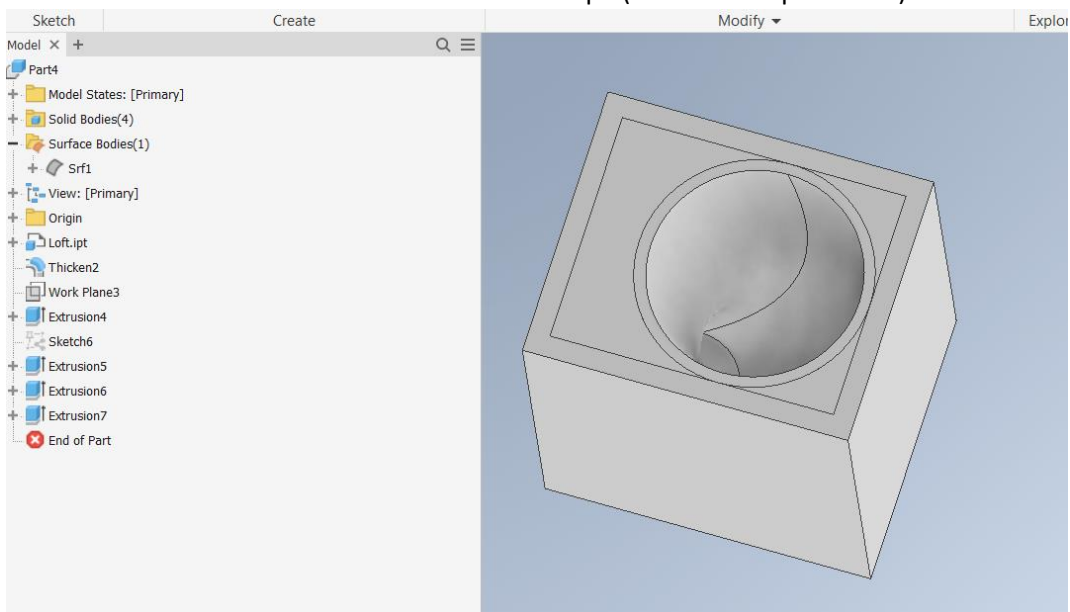 Sketch Create Modify Explor
Model × +
Part4
Model States: [Primary]
Solid Bodies(4)
Surface Bodies(1)
Srf1
View: [Primary]
Origin
Loft.ipt
Thicken2
Work Plane3
Extrusion4
Sketch6
Extrusion5
Extrusion6
Extrusion7
End of Part